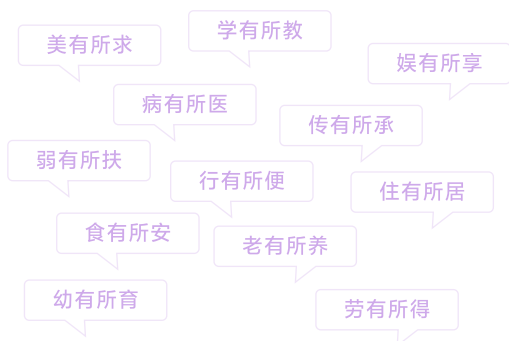 学有所教
美有所求
娱有所享
病有所医
传有所承
弱有所扶
行有所便
住有所居
食有所安
老有所养
幼有所育
劳有所得